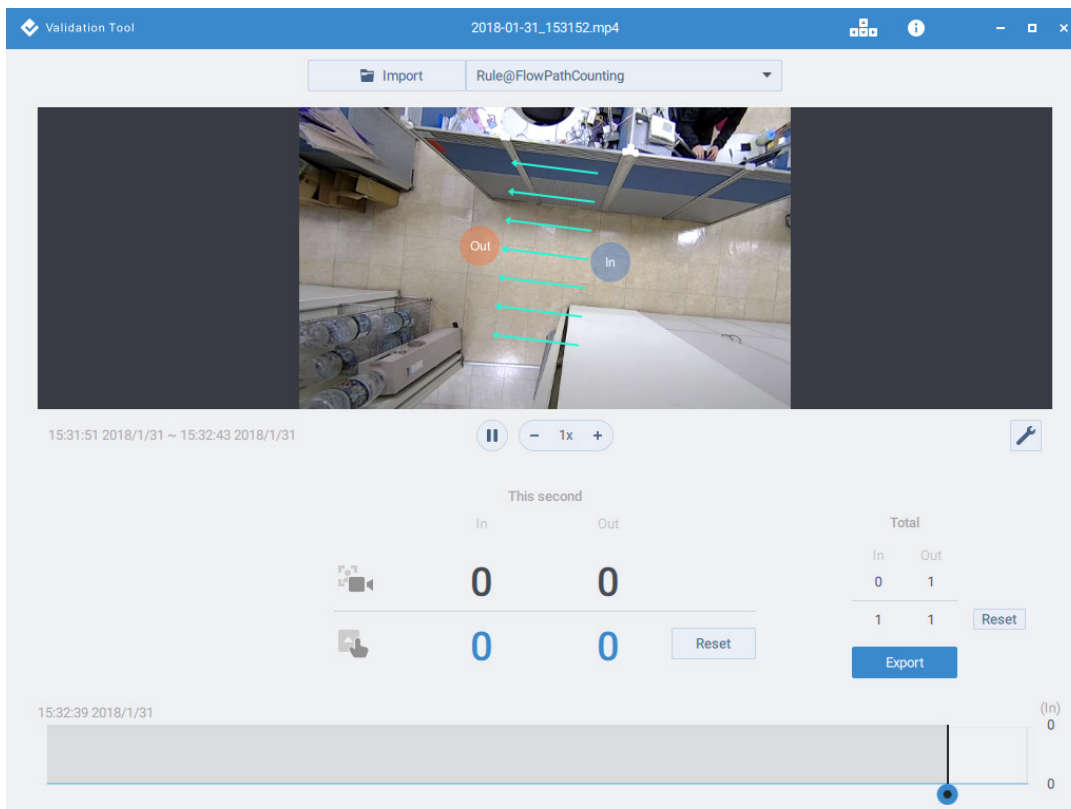 Validation Tool 2018-01-31_153152.mp4
Import Rule@FlowPathCounting
Out
In
15:31:51 2018/1/31 ~ 15:32:43 2018/1/31 1x
This second
In Out
Total
In Out
0 0
0 1
1 1 Reset
0 0 Reset
Export
15:32:39 2018/1/31
(In)
0
0